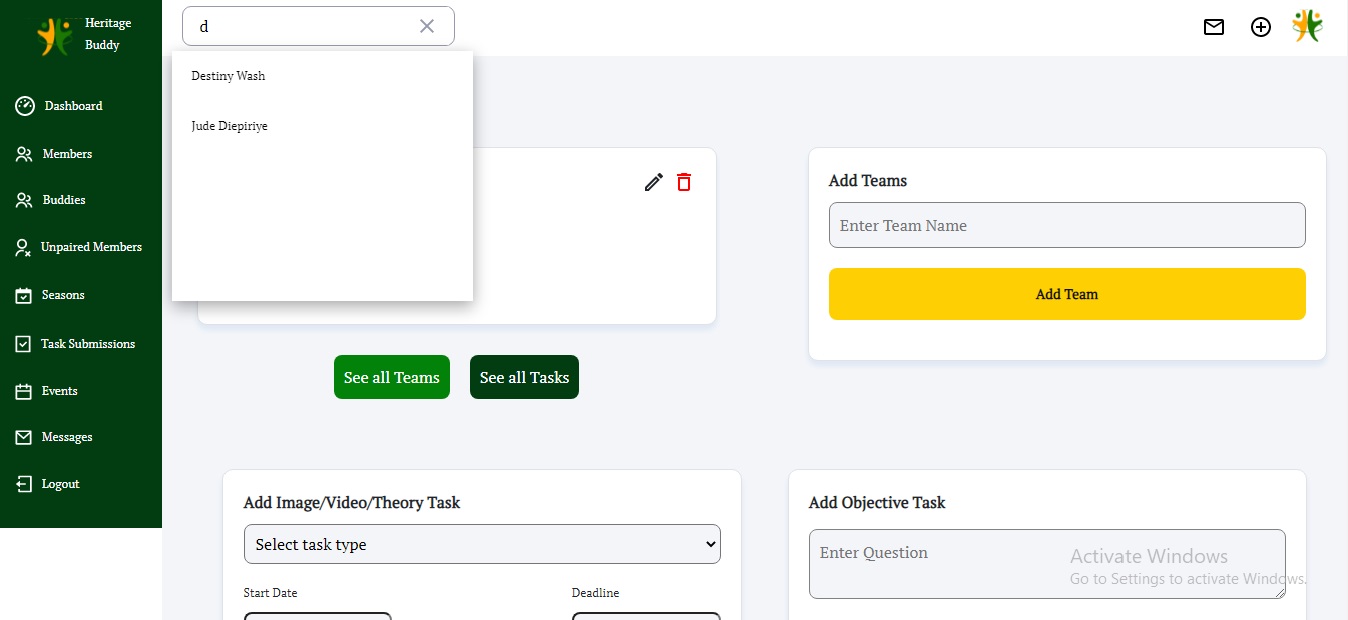 Heritage
Buddy
Dashboard
Members
Buddies
Unpaired Members
Seasons
Task Submissions
Events
Messages
Logout
d
Destiny Wash
Jude Diepiriye
Add Teams
Enter Team Name
Add Team
See all Teams
See all Tasks
Add Image/Video/Theory Task
Select task type
Start Date
Deadline
Add Objective Task
Enter Question
Activate Windows
Go to Settings to activate Windows.